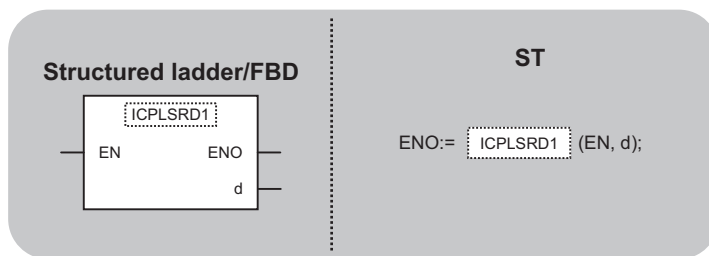 Structured ladder/FBD
ICPLSRD1
EN ENO
d
ST
ENO:= ICPLSRD1 (EN, d);